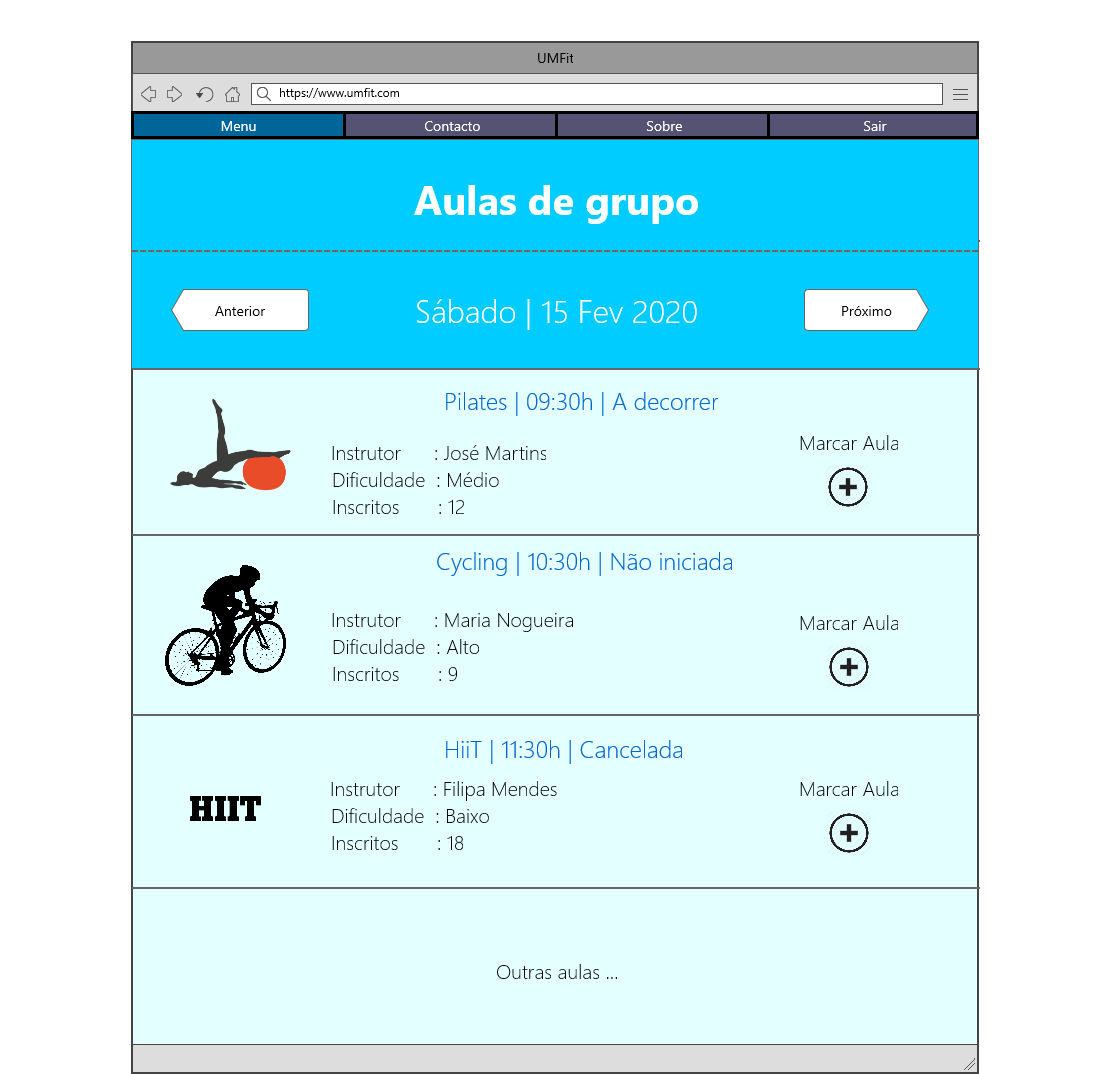 UMFit
https://www.umfit.com
Menu Contacto Sobre Sair
Aulas de grupo
Anterior Sábado | 15 Fev 2020 Próximo
Pilates | 09:30h | A decorrer
Marcar Aula
Instrutor : José Martins
Dificuldade : Médio
Inscritos : 12
Cycling | 10:30h | Não iniciada
Instrutor : Maria Nogueira
Marcar Aula
Dificuldade : Alto
Inscritos : 9
HiiT | 11:30h | Cancelada
Instrutor : Filipa Mendes
Marcar Aula
HIIT
Dificuldade : Baixo
Inscritos : 18
Outras aulas ...